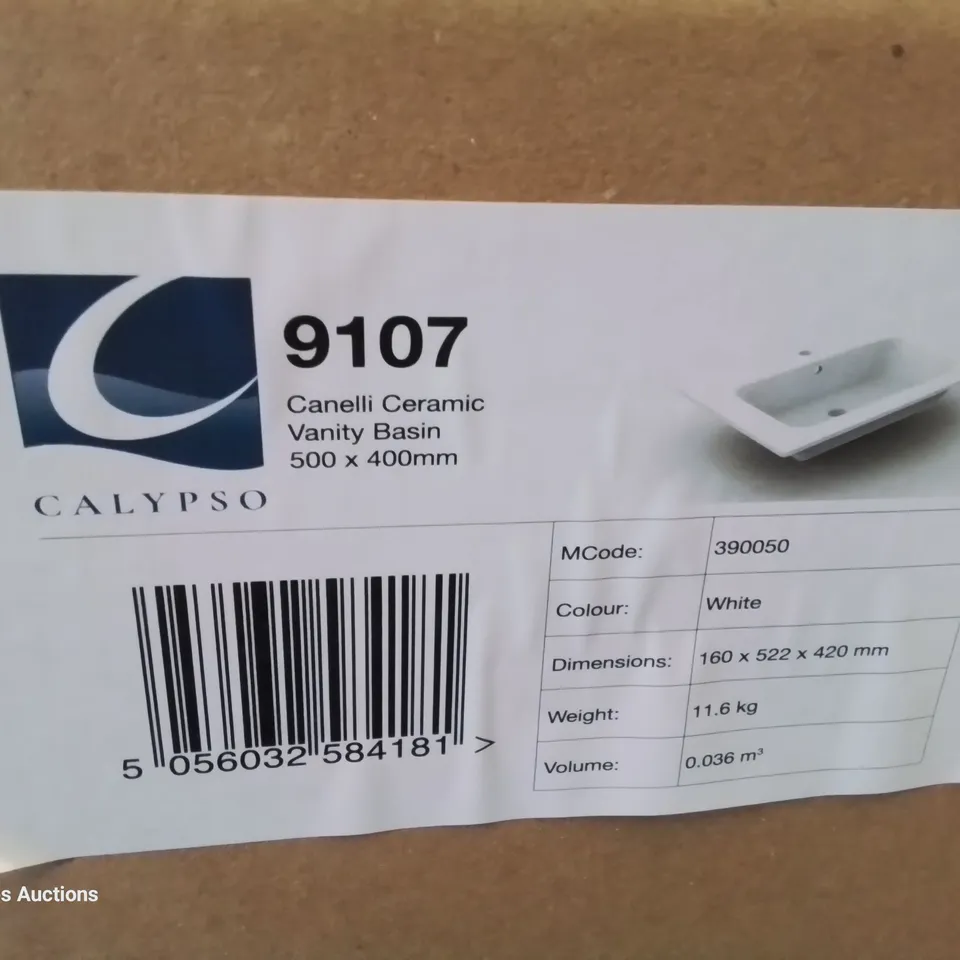 9107
Canelli Ceramic
Vanity Basin
500 x 400mm
CALYPSO
MCode: 390050
Colour: White
Dimensions: 160 x 522 x 420 mm
Weight: 11.6 kg
Volume: 0.036 m³
5 056032 584181 >
s Auctions